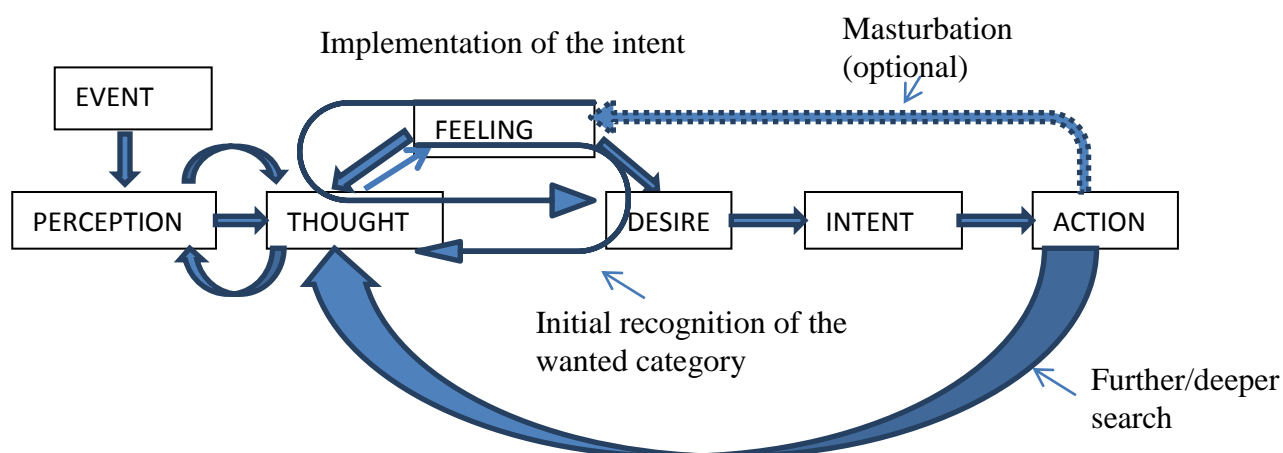 Masturbation
(optional)
Implementation of the intent
EVENT
FEELING
PERCEPTION
THOUGHT
DESIRE
INTENT
ACTION
Initial recognition of the
wanted category
Further/deeper
search